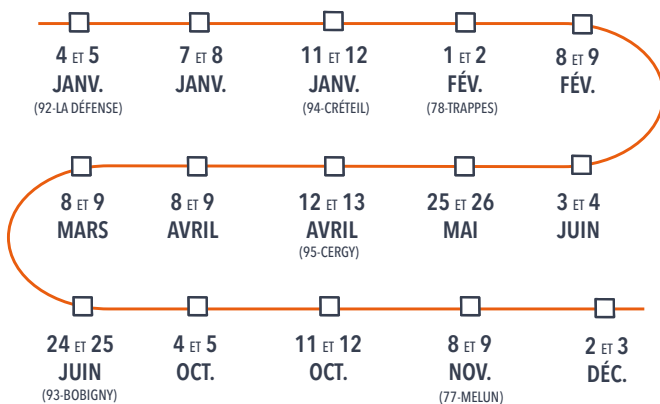 4 ET 5
JANV.
(92-LA DÉFENSE)
7 ET 8
JANV.
11 ET 12
JANV.
(94-CRÉTEIL)
1 ET 2
FÉV.
(78-TRAPPES)
8 ET 9
FÉV.
8 ET 9
MARS
8 ET 9
AVRIL
12 ET 13
AVRIL
(95-CERGY)
25 ET 26
MAI
3 ET 4
JUIN
24 ET 25
JUIN
(93-BOBIGNY)
4 ET 5
OCT.
11 ET 12
OCT.
8 ET 9
NOV.
(77-MELUN)
2 ET 3
DÉC.